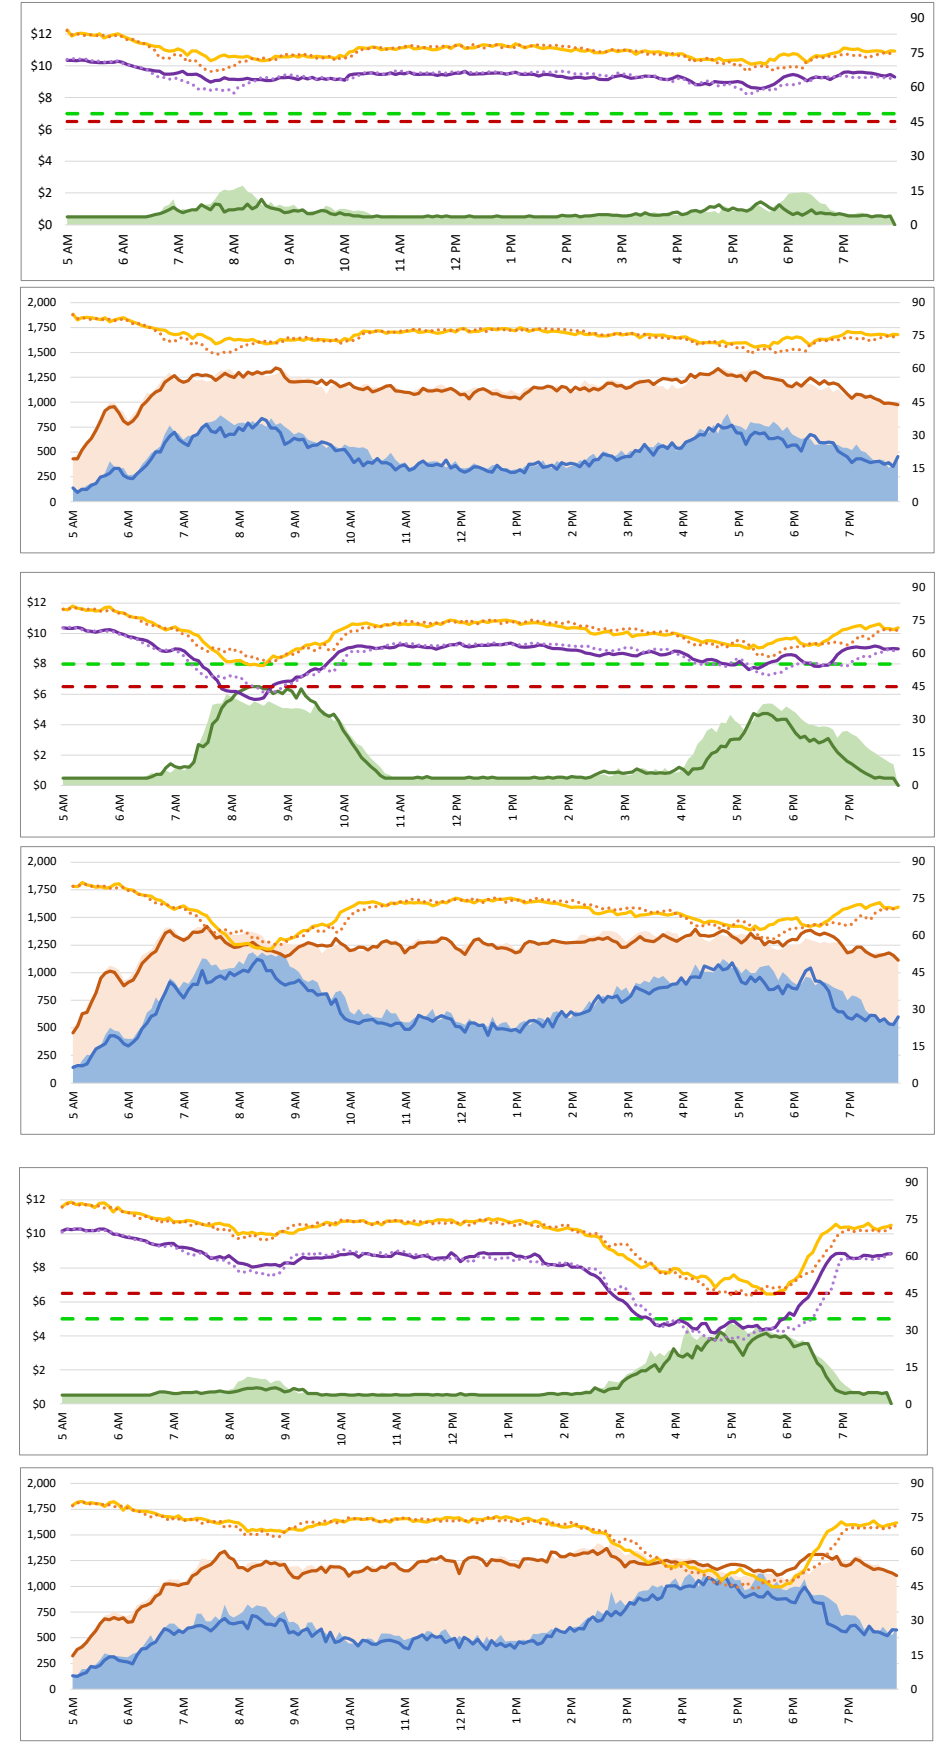 90
$12
75
$10
60
$8
$6
45
$4
30
$2
15
$0
0
5 AM
6 AM
7 AM
8 AM
9 AM
10 AM
11 AM
12 PM
1 PM
2 PM
3 PM
4 PM
5 PM
6 PM
7 PM
2,000
90
1,750
75
1,500
1,250
60
1,000
45
750
30
500
250
15
0
0
5 AM
6 AM
7 AM
8 AM
9 AM
10 AM
11 AM
12 PM
1 PM
2 PM
3 PM
4 PM
5 PM
6 PM
7 PM
90
$12
75
$10
60
$8
45
$6
30
$4
$2
15
$0
0
5 AM
6 AM
7 AM
8 AM
9 AM
10 AM
11 AM
12 PM
1 PM
2 PM
3 PM
4 PM
5 PM
6 PM
7 PM
2,000
90
1,750
75
1,500
60
1,250
1,000
45
750
30
500
15
250
0
0
5 AM
6 AM
7 AM
8 AM
9 AM
10 AM
11 AM
12 PM
1 PM
2 PM
3 PM
4 PM
5 PM
6 PM
7 PM
90
$12
75
$10
60
$8
45
$6
30
$4
$2
15
$0
0
5 AM
6 AM
7 AM
8 AM
9 AM
10 AM
11 AM
12 PM
1 PM
2 PM
3 PM
4 PM
5 PM
6 PM
7 PM
2,000
90
1,750
75
1,500
60
1,250
1,000
45
750
30
500
250
15
0
0
5 AM
6 AM
7 AM
8 AM
9 AM
10 AM
11 AM
12 PM
1 PM
2 PM
3 PM
4 PM
5 PM
6 PM
7 PM